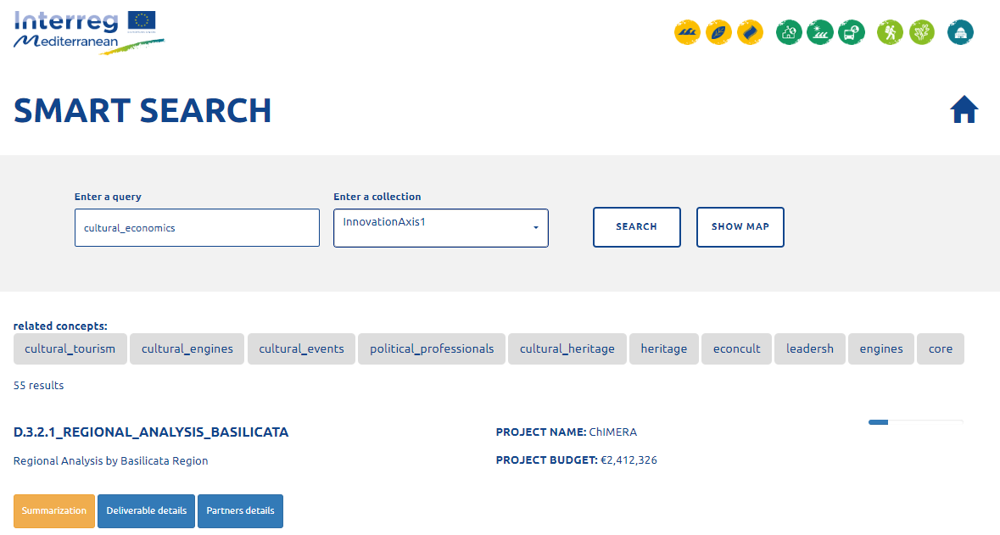 Interreg
Mediterranean
SMART SEARCH
Enter a query
Enter a collection
cultural_economics
InnovationAxis1
SEARCH
SHOW MAP
related concepts:
cultural_tourism cultural_engines cultural_events political_professionals cultural_heritage heritage econcult leadersh engines core
55 results
D.3.2.1_REGIONAL_ANALYSIS_BASILICATA
PROJECT NAME: ChIMERA
Regional Analysis by Basilicata Region
PROJECT BUDGET: €2,412,326
Summarization Deliverable details Partners details